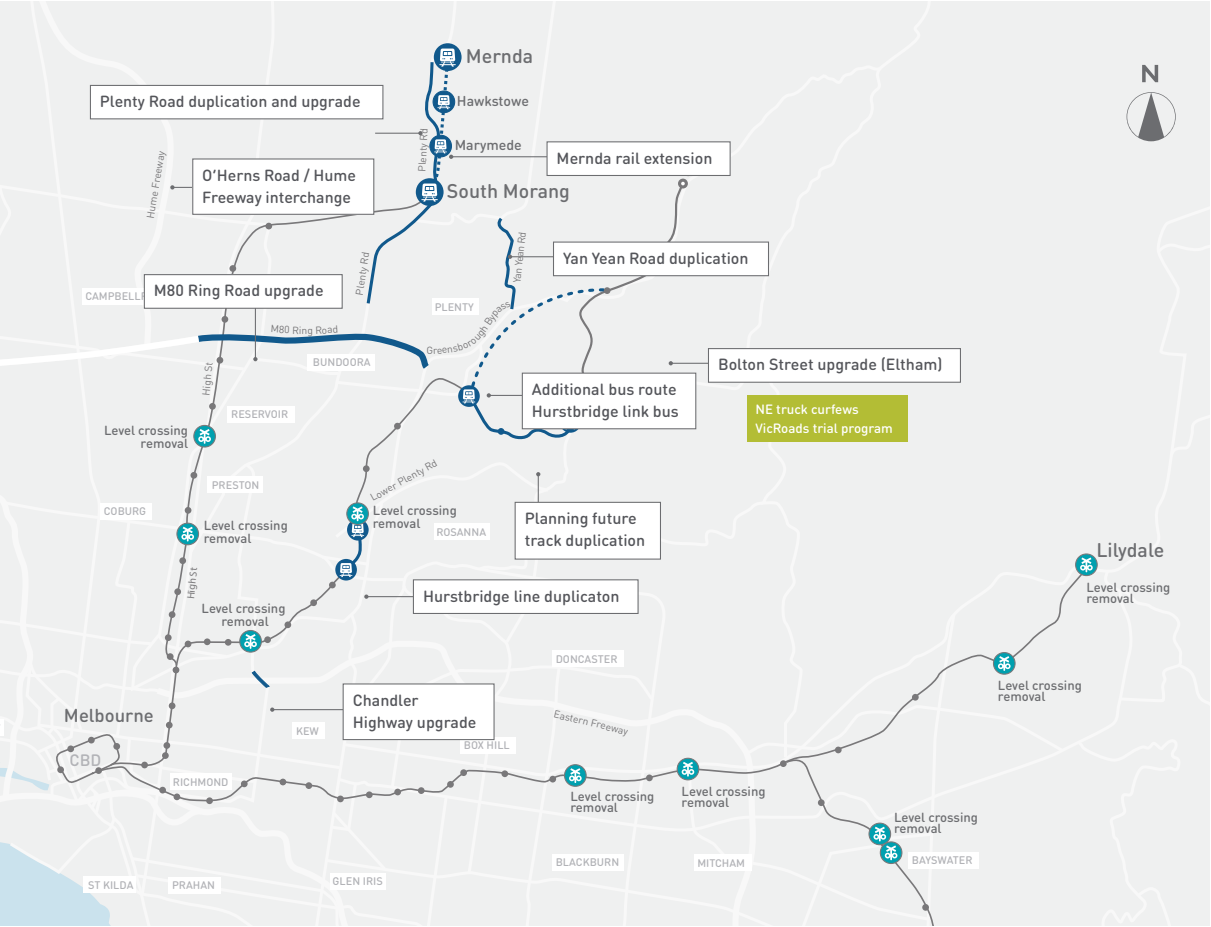 N
Mernda
Hawkstowe
Marymede
South Morang
Plenty Road duplication and upgrade
Plenty Rd
Hume Freeway
O'Herns Road / Hume
Freeway interchange
Mernda rail extension
Yan Yean Rd
Yan Yean Road duplication
Plenty Rd
M80 Ring Road upgrade
PLENTY
M80 Ring Road
Greensborough Bypass
BUNDOORA
Bolton Street upgrade (Eltham)
High St
Additional bus route
Hurstbridge link bus
NE truck curfews
VicRoads trial program
RESERVOIR
Level crossing
removal
Lower Plenty Rd
PRESTON
COBURG
Level crossing
removal
Level crossing
removal
ROSANNA
Planning future
track duplication
Lilydale
Level crossing
removal
High St
Hurstbridge line duplicaton
Level crossing
removal
DONCASTER
Level crossing
removal
Chandler
Highway upgrade
Melbourne
KEW
Eastern Freeway
BOX HILL
CBD
RICHMOND
Level crossing
removal
Level crossing
removal
Level crossing
removal
BLACKBURN
MITCHAM
BAYSWATER
ST KILDA
PRAHAN
GLEN IRIS